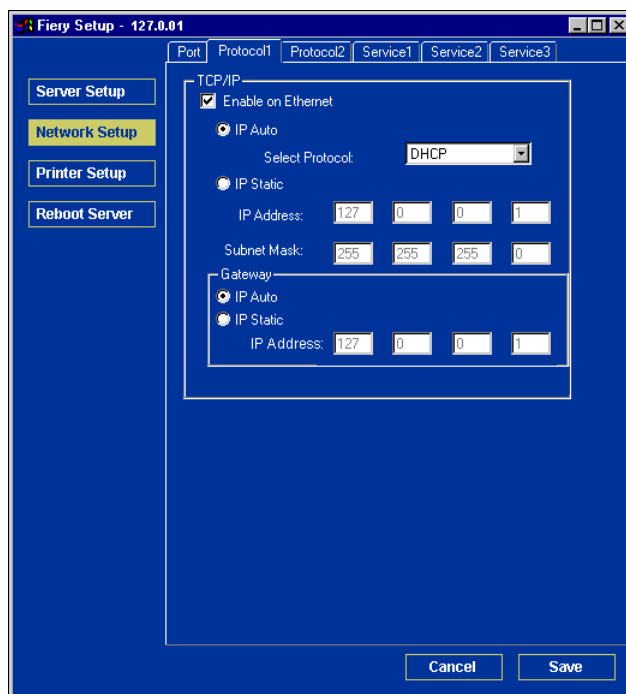 Fiery Setup - 127.0.01
Port Protocol1 Protocol2 Service1 Service2 Service3
Server Setup
Network Setup
Printer Setup
Reboot Server
TCP/IP
Enable on Ethernet
IP Auto
Select Protocol: DHCP
IP Static
IP Address: 127 0 0 1
Subnet Mask: 255 255 255 0
Gateway
IP Auto
IP Static
IP Address: 127 0 0 1
Cancel Save